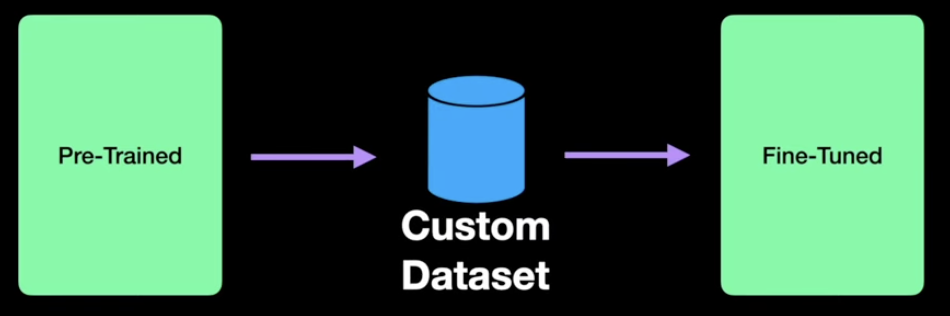 Pre-Trained
Custom
Dataset
Fine-Tuned